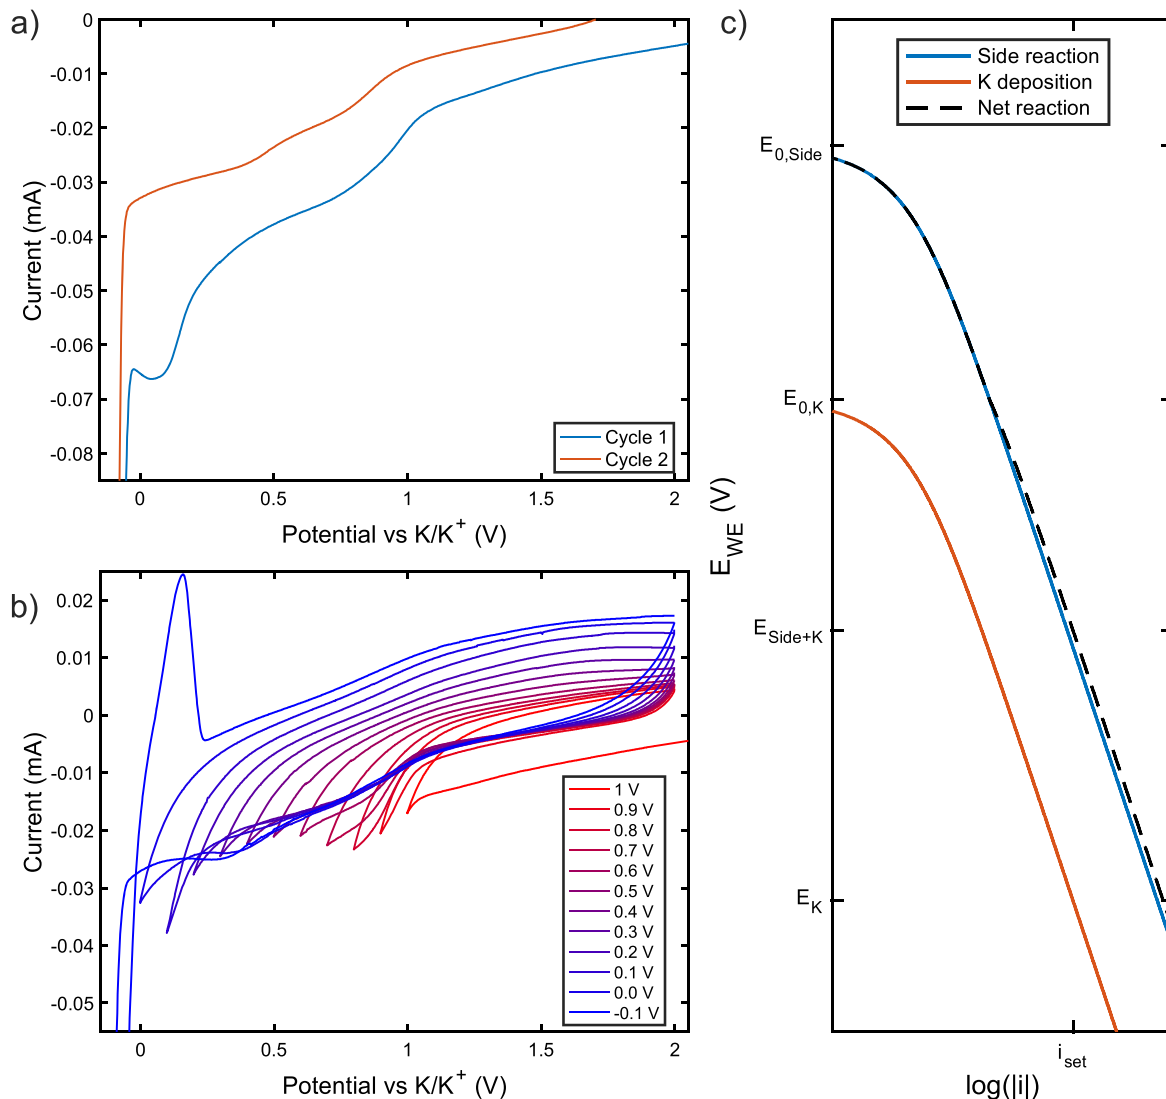 a)
0
-0.01
-0.02
-0.03
-0.04
-0.05
-0.06
-0.07
-0.08
Current (mA)
Cycle 1
Cycle 2
0
0.5
1
1.5
2
Potential vs K/K⁺ (V)
b)
0.02
0.01
0
-0.01
-0.02
-0.03
-0.04
-0.05
Current (mA)
1 V
0.9 V
0.8 V
0.7 V
0.6 V
0.5 V
0.4 V
0.3 V
0.2 V
0.1 V
0.0 V
-0.1 V
0
0.5
1
1.5
2
Potential vs K/K⁺ (V)
c)
Side reaction
K deposition
Net reaction
E0,Side
E0,K
ESide+K
EK
EWE (V)
iset
log(|i|)